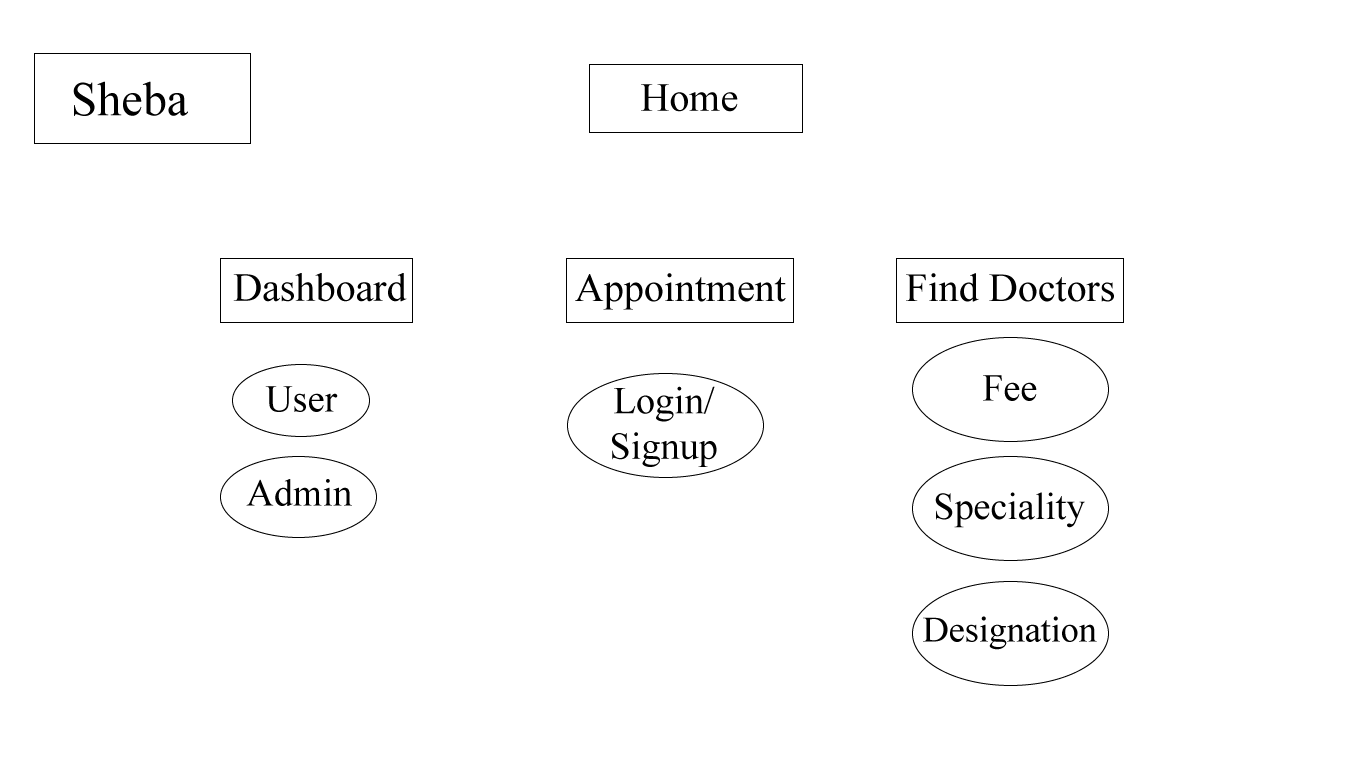 Sheba
Home
Dashboard
Appointment
Find Doctors
User
Admin
Login/
Signup
Fee
Speciality
Designation